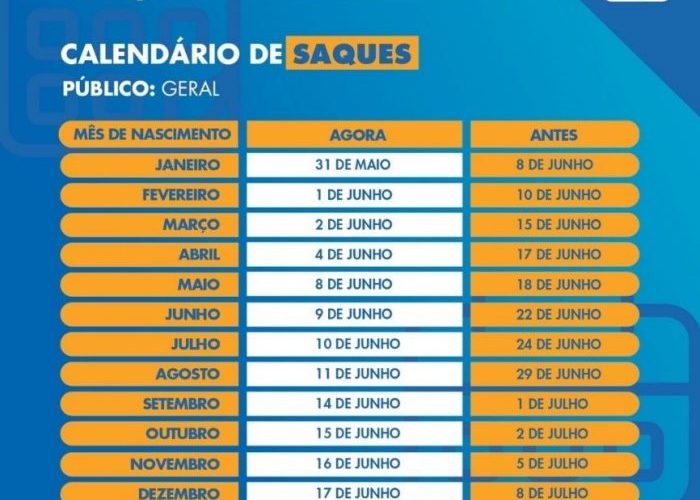 CALENDÁRIO DE SAQUES
PÚBLICO: GERAL
MÊS DE NASCIMENTO AGORA ANTES
JANEIRO 31 DE MAIO 8 DE JUNHO
FEVEREIRO 1 DE JUNHO 10 DE JUNHO
MARÇO 2 DE JUNHO 15 DE JUNHO
ABRIL 4 DE JUNHO 17 DE JUNHO
MAIO 8 DE JUNHO 18 DE JUNHO
JUNHO 9 DE JUNHO 22 DE JUNHO
JULHO 10 DE JUNHO 24 DE JUNHO
AGOSTO 11 DE JUNHO 29 DE JUNHO
SETEMBRO 14 DE JUNHO 1 DE JULHO
OUTUBRO 15 DE JUNHO 2 DE JULHO
NOVEMBRO 16 DE JUNHO 5 DE JULHO
DEZEMBRO 17 DE JUNHO 8 DE JULHO